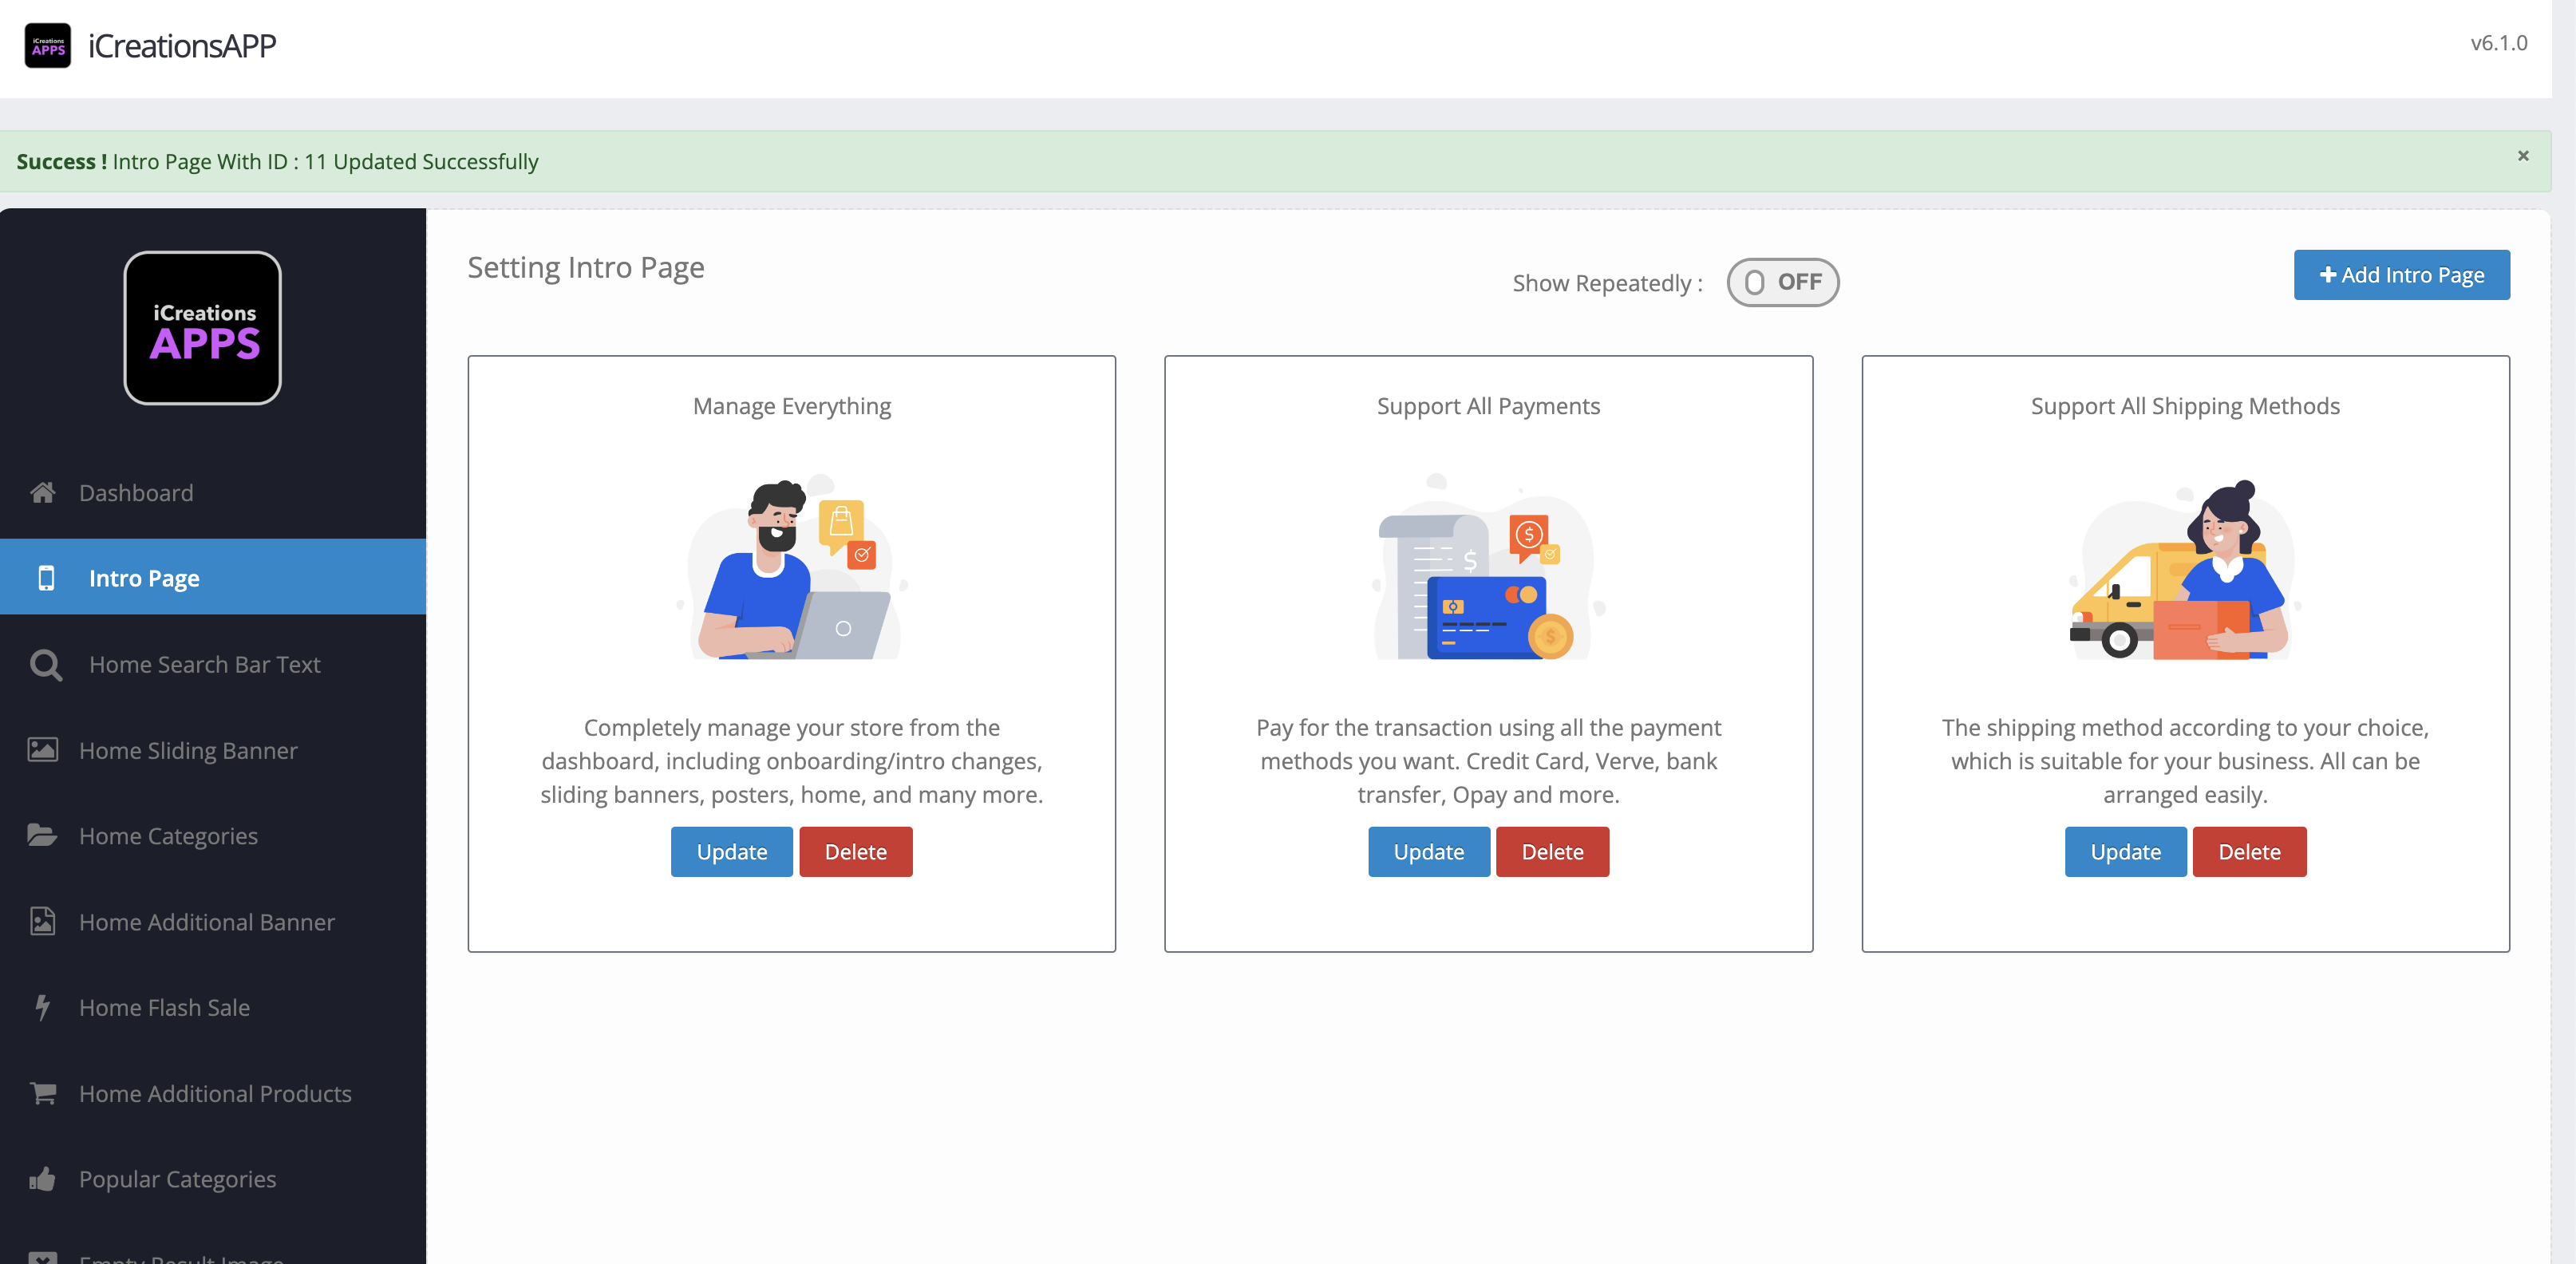 iCreations
APPS
iCreationsAPP
v6.1.0
Success ! Intro Page With ID : 11 Updated Successfully
×
iCreations
APPS
Dashboard
Intro Page
Home Search Bar Text
Home Sliding Banner
Home Categories
Home Additional Banner
Home Flash Sale
Home Additional Products
Popular Categories
Empty Result Image
Setting Intro Page
Show Repeatedly :
OFF
+ Add Intro Page
Manage Everything
Completely manage your store from the
dashboard, including onboarding/intro changes,
sliding banners, posters, home, and many more.
Update
Delete
Support All Payments
$
$
$
Pay for the transaction using all the payment
methods you want. Credit Card, Verve, bank
transfer, Opay and more.
Update
Delete
Support All Shipping Methods
The shipping method according to your choice,
which is suitable for your business. All can be
arranged easily.
Update
Delete